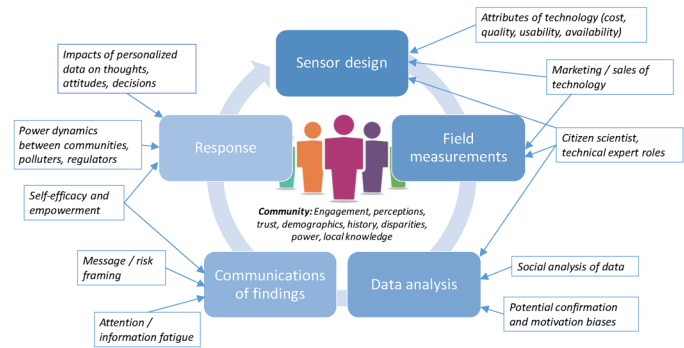 Attributes of technology (cost,
quality, usability, availability)
Sensor design
Impacts of personalized
data on thoughts,
attitudes, decisions
Marketing / sales of
technology
Power dynamics
between communities,
polluters, regulators
Response
Field
measurements
Citizen scientist,
technical expert roles
Self-efficacy and
empowerment
Community: Engagement, perceptions,
trust, demographics, history, disparities,
power, local knowledge
Message / risk
framing
Communications
of findings
Data analysis
Social analysis of data
Attention /
information fatigue
Potential confirmation
and motivation biases